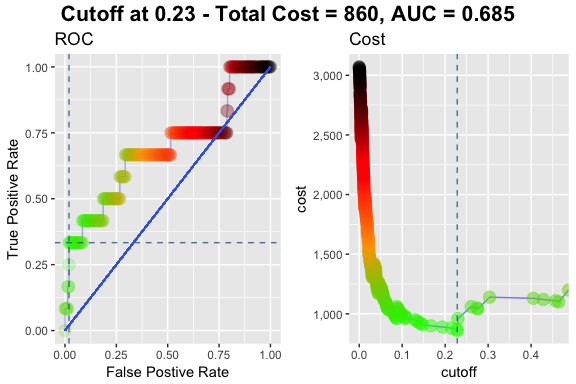 Cutoff at 0.23 - Total Cost = 860, AUC = 0.685
ROC
True Positive Rate
1.00
0.75
0.50
0.25
0.00
0.00 0.25 0.50 0.75 1.00
False Postive Rate
Cost
cost
3,000
2,500
2,000
1,500
1,000
0.0 0.1 0.2 0.3 0.4
cutoff